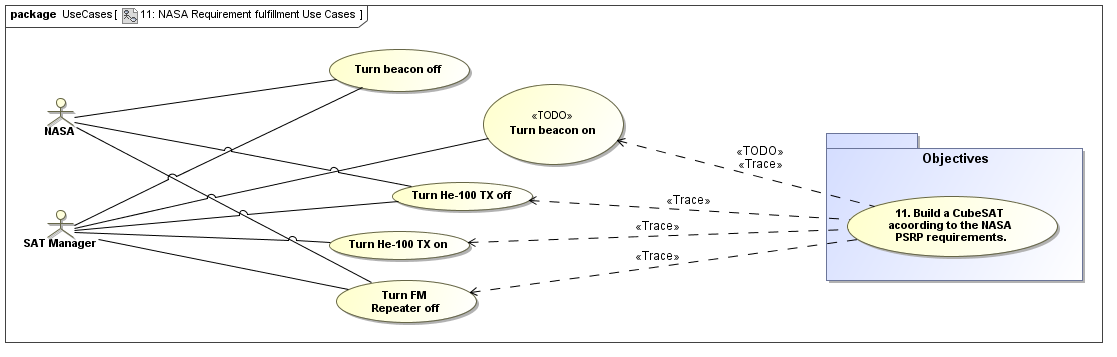 package UseCases [ 11: NASA Requirement fulfillment Use Cases ]
Turn beacon off
«TODO»
Turn beacon on
NASA
«TODO»
«Trace»
Objectives
Turn He-100 TX off
«Trace»
11. Build a CubeSAT
acoording to the NASA
PSRP requirements.
SAT Manager
Turn He-100 TX on
«Trace»
«Trace»
Turn FM
Repeater off